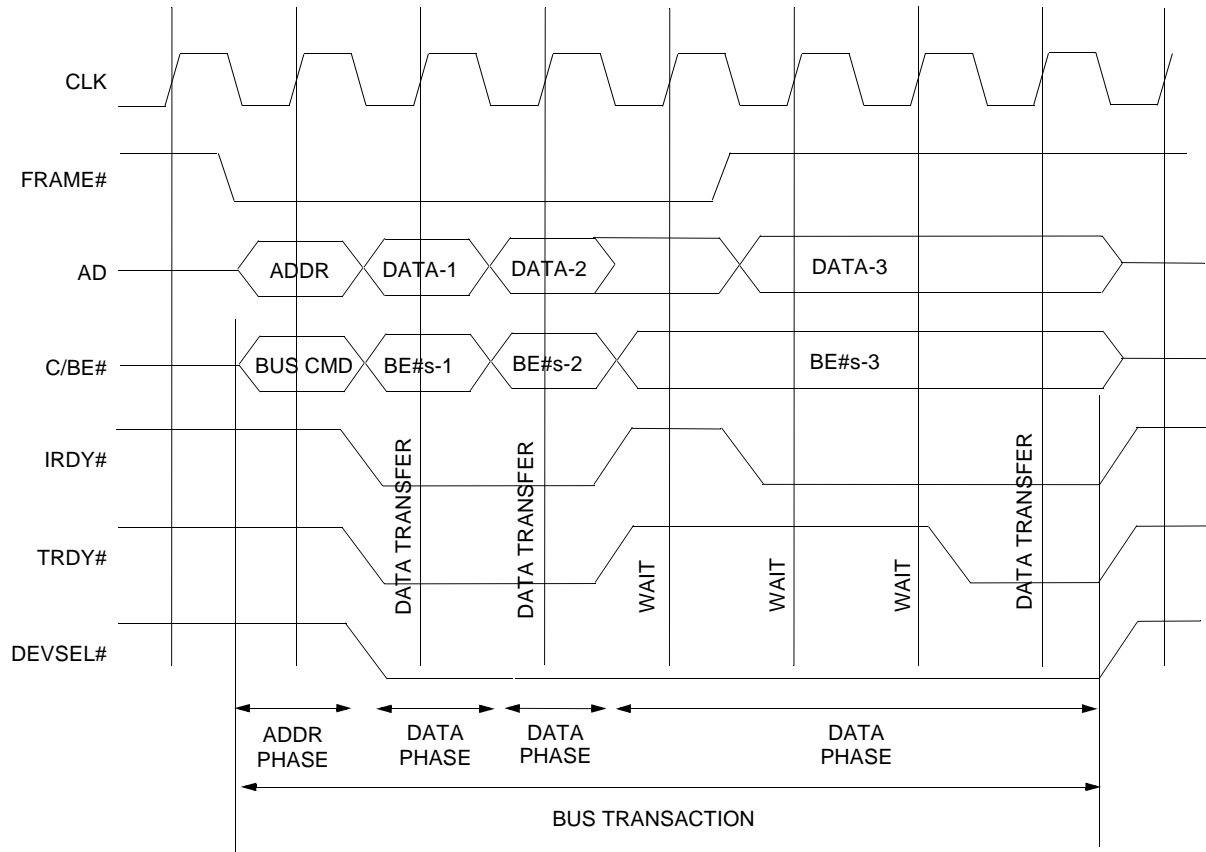 CLK
FRAME#
AD
ADDR
DATA-1
DATA-2
DATA-3
C/BE#
BUS CMD
BE#s-1
BE#s-2
BE#s-3
IRDY#
TRDY#
DATA TRANSFER
DATA TRANSFER
WAIT
WAIT
WAIT
DATA TRANSFER
DEVSEL#
ADDR
PHASE
DATA
PHASE
DATA
PHASE
DATA
PHASE
BUS TRANSACTION